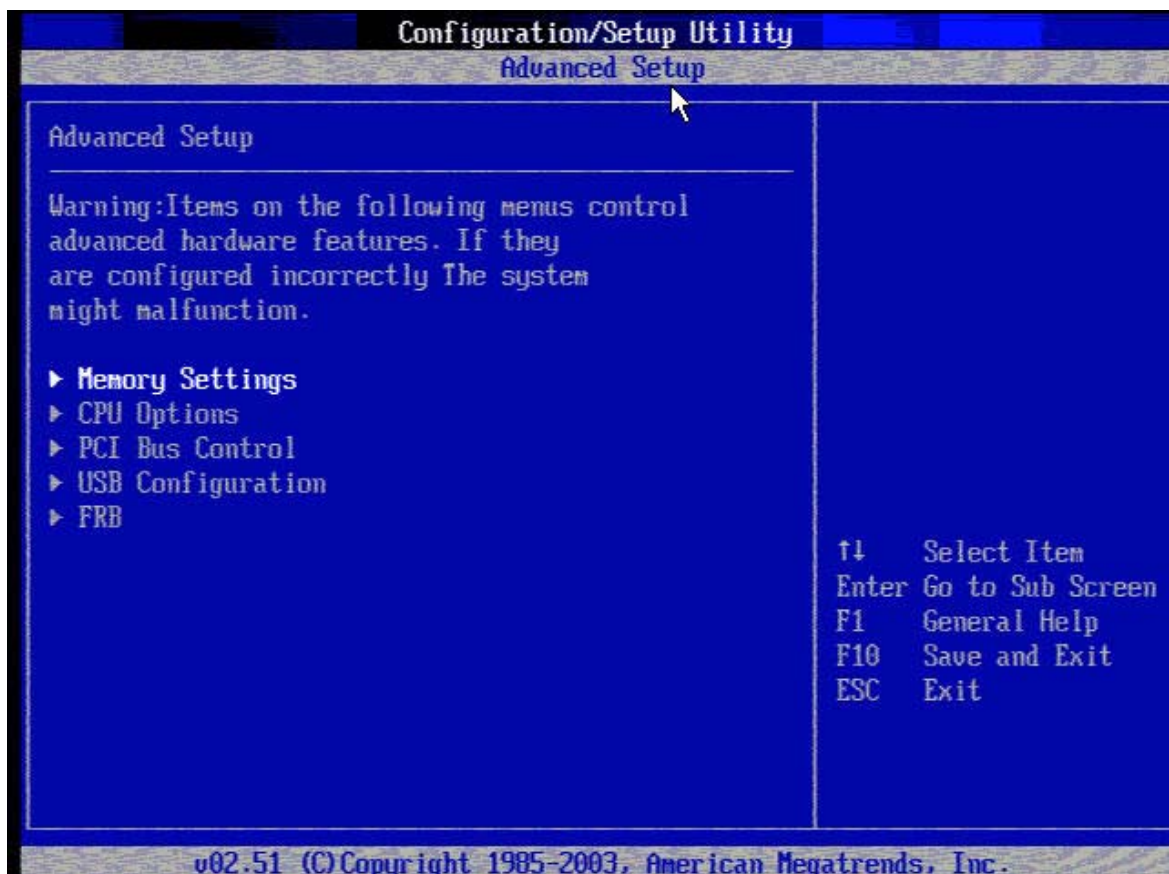 Configuration/Setup Utility
Advanced Setup
Advanced Setup
Warning:Items on the following menus control
advanced hardware features. If they
are configured incorrectly The system
might malfunction.
▶ Memory Settings
▶ CPU Options
▶ PCI Bus Control
▶ USB Configuration
▶ FRB
↑↓ Select Item
Enter Go to Sub Screen
F1 General Help
F10 Save and Exit
ESC Exit
v02.51 (C)Copyright 1985-2003, American Megatrends, Inc.